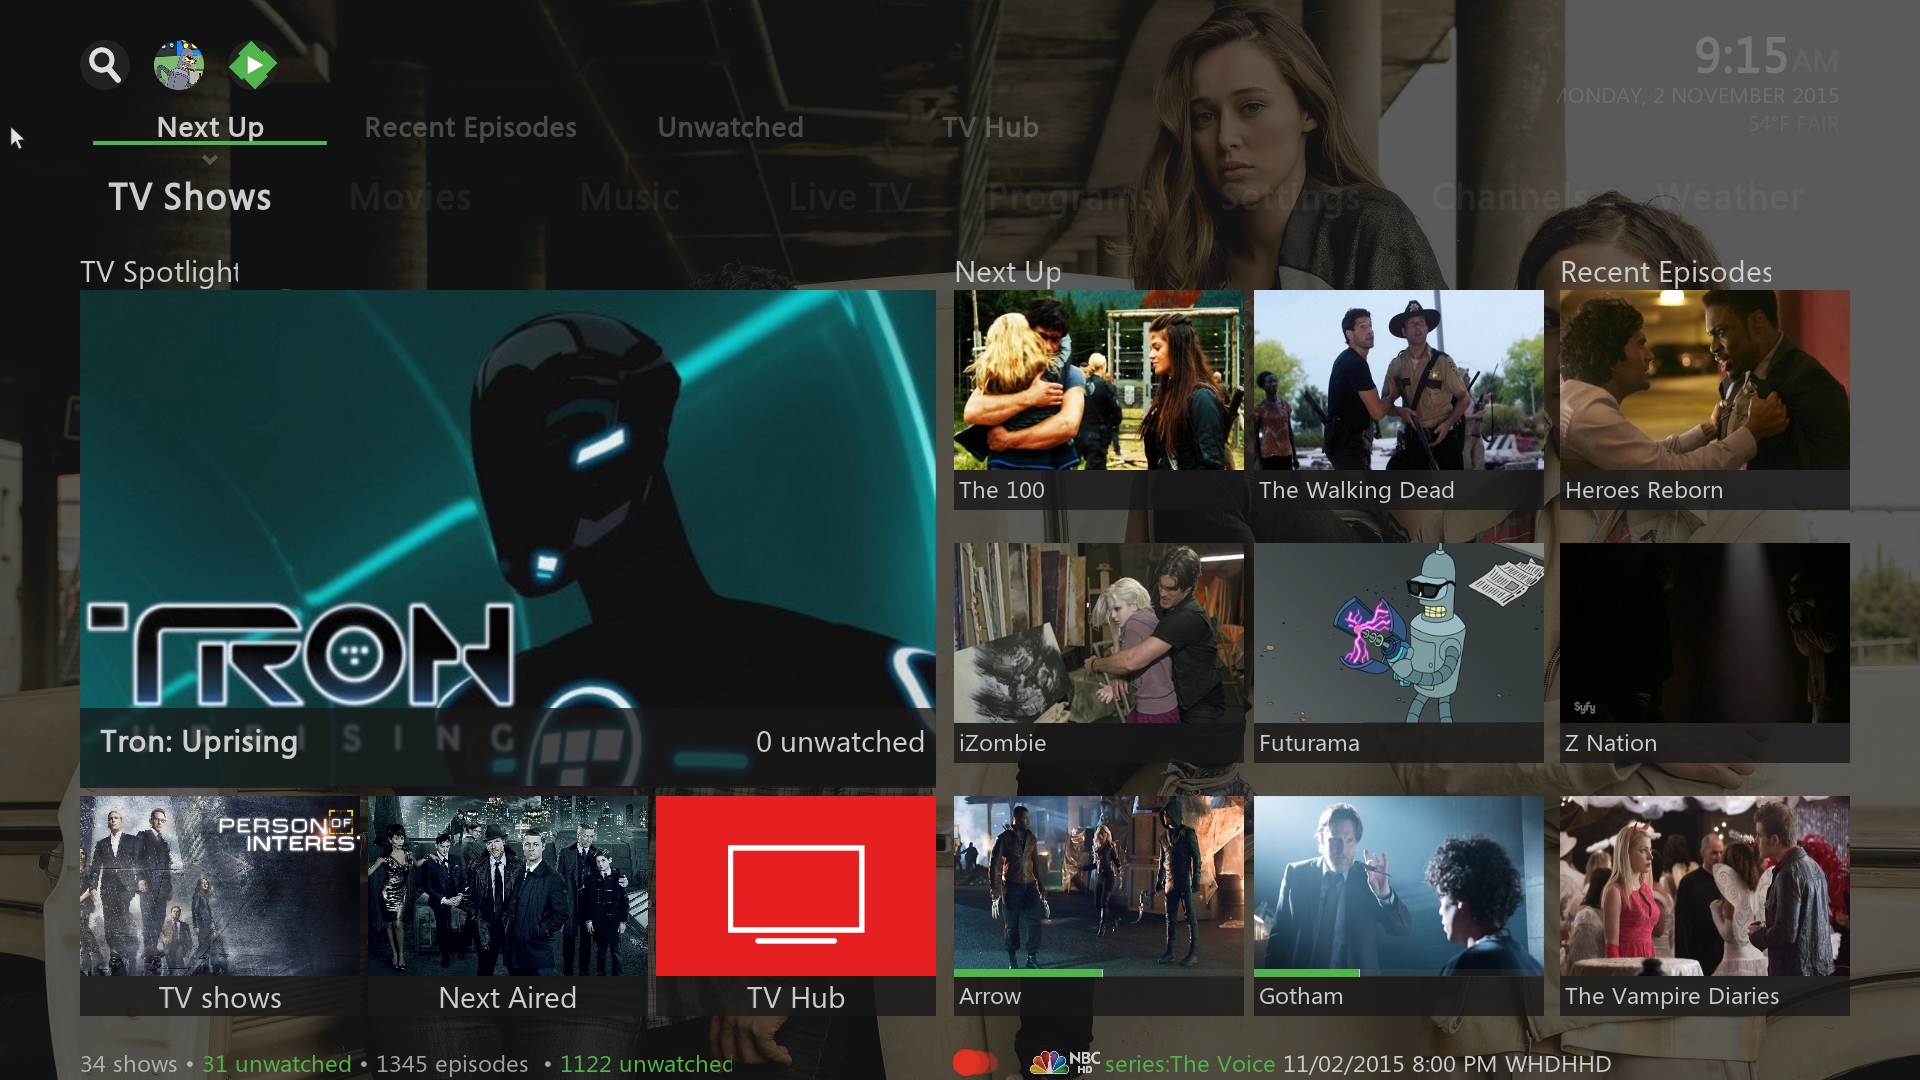 9:15 AM
MONDAY, 2 NOVEMBER 2015
54°F FAIR
Next Up Recent Episodes Unwatched TV Hub
TV Shows Movies Music Live TV Programs Settings Channels Weather
TV Spotlight Next Up Recent Episodes
TRON
UPRISING
Tron: Uprising 0 unwatched
The 100 The Walking Dead Heroes Reborn
Syfy
iZombie Futurama Z Nation
PERSON OF
INTEREST
TV shows Next Aired TV Hub
Arrow Gotham The Vampire Diaries
34 shows • 31 unwatched • 1345 episodes • 1122 unwatched
NBC HD series:The Voice 11/02/2015 8:00 PM WHDHHD